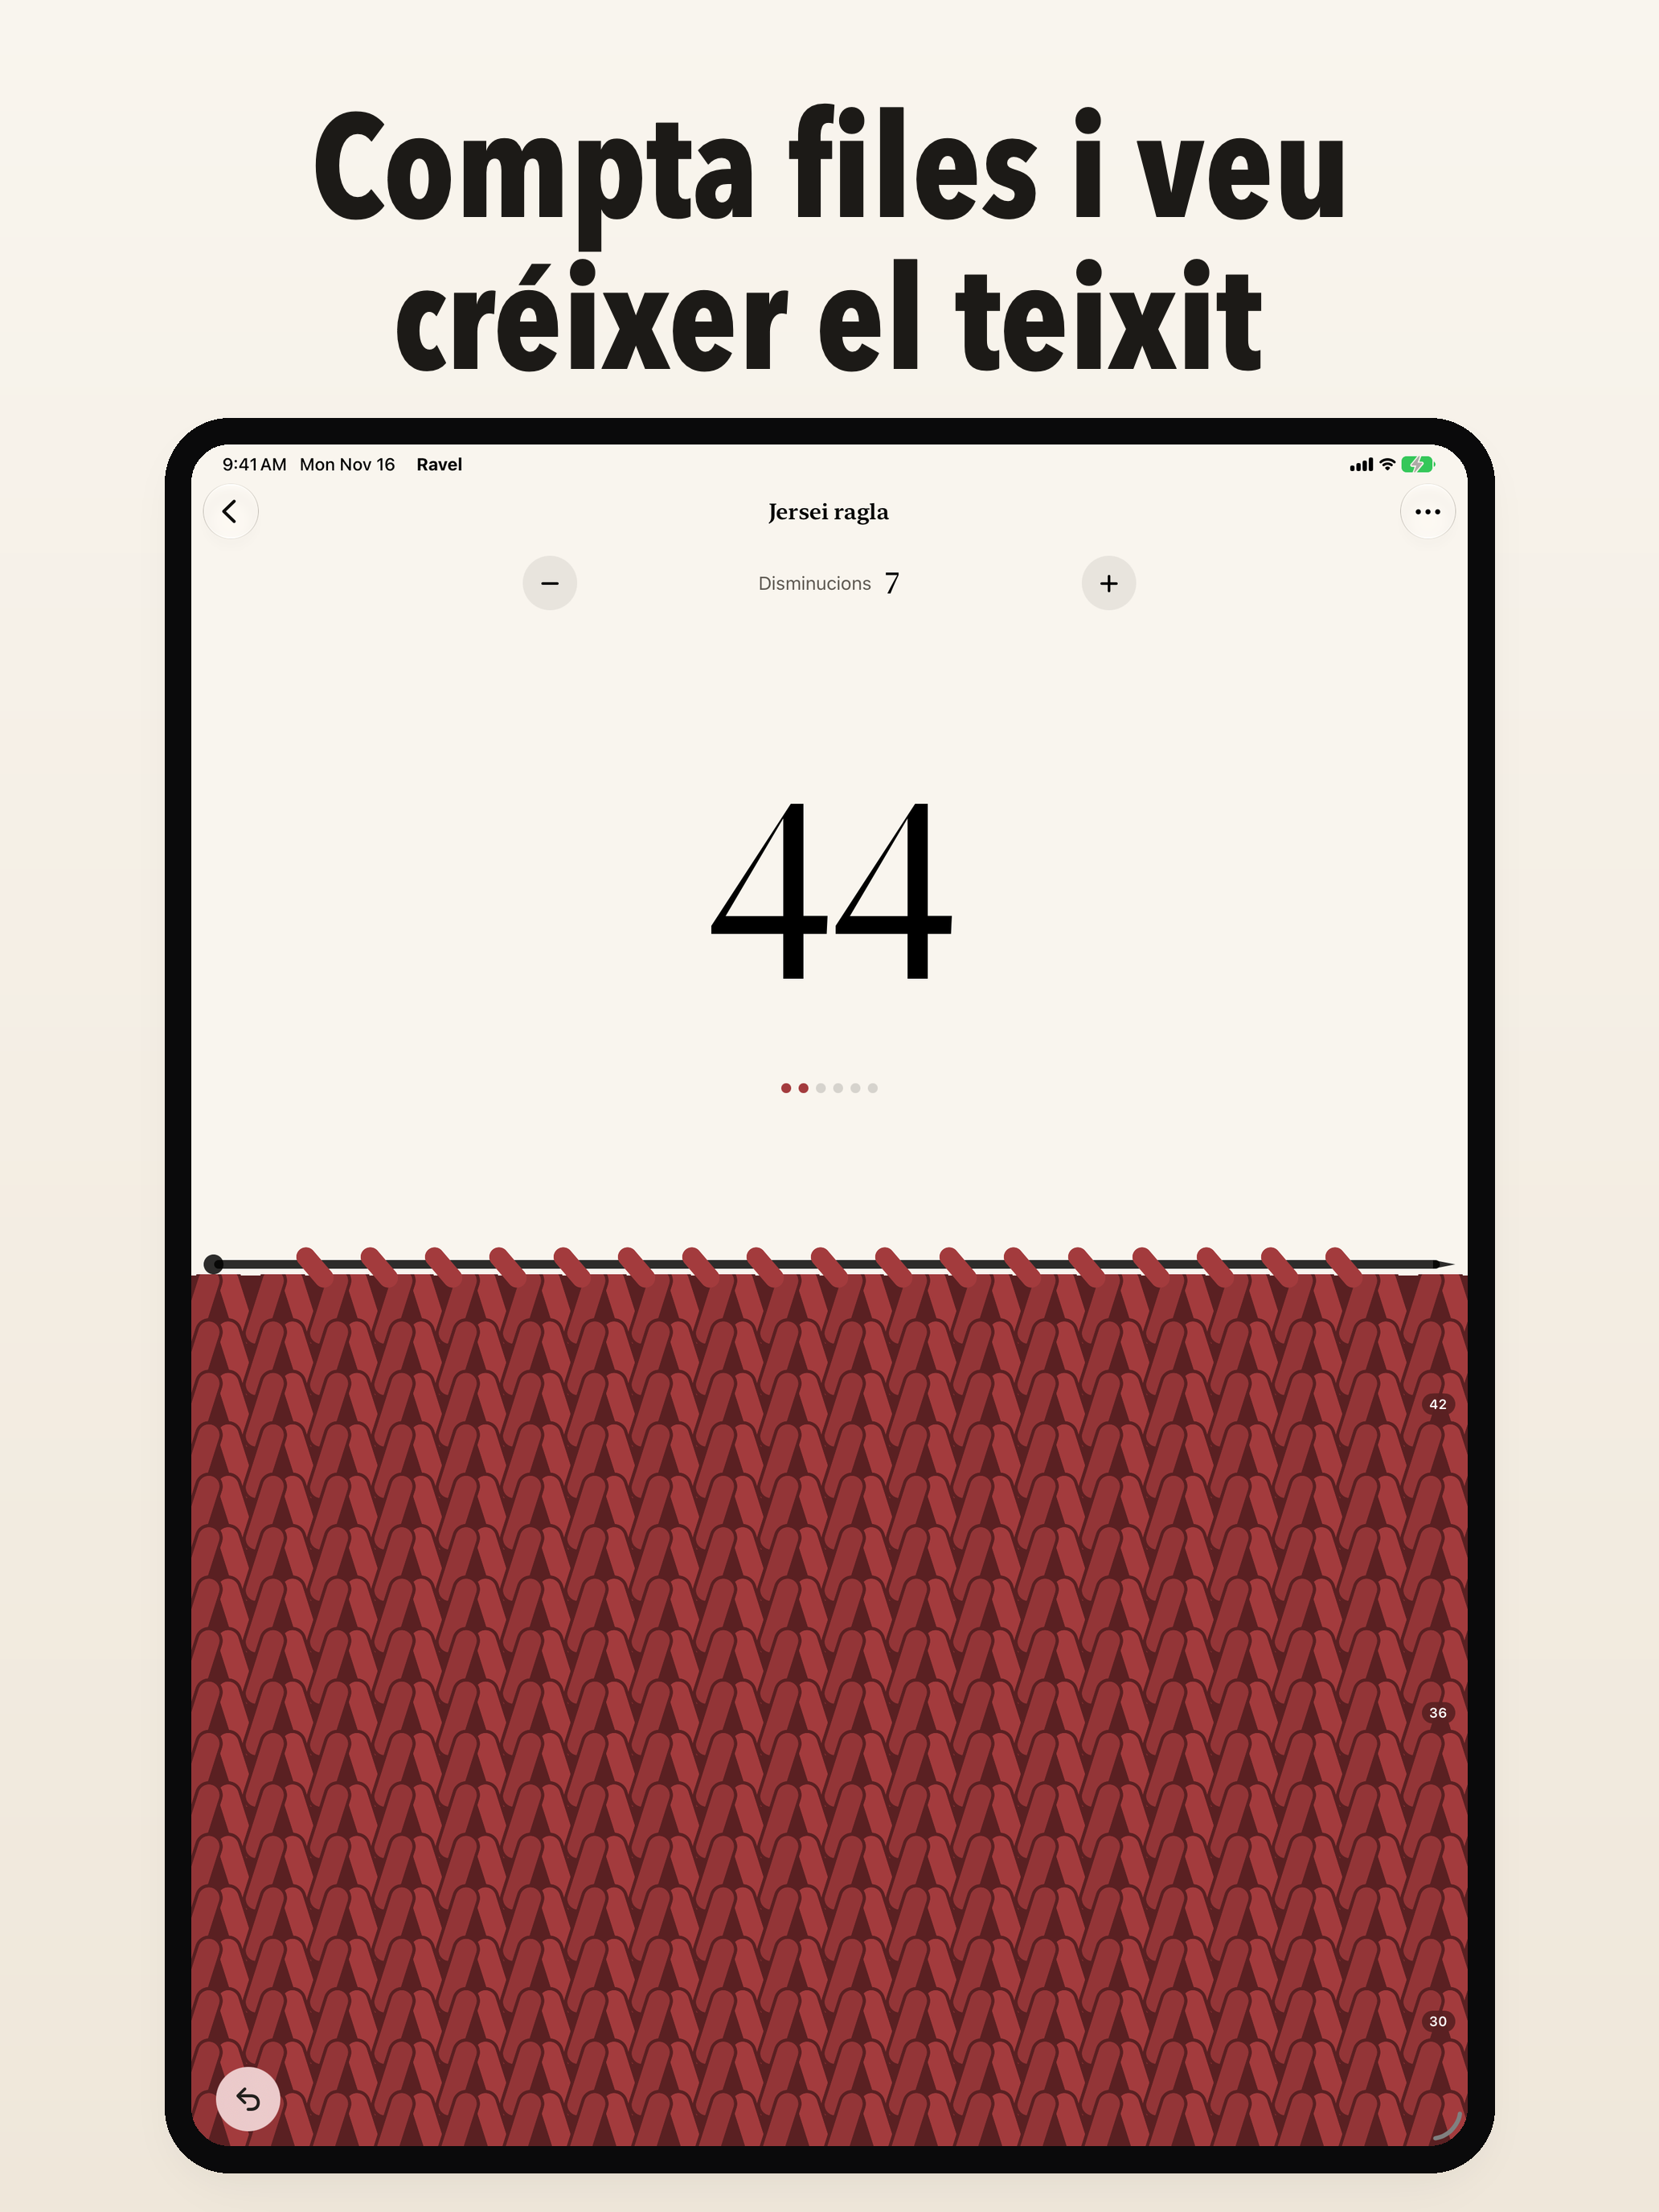 Compta files i veu
créixer el teixit
9:41 AM Mon Nov 16 Ravel
Jersei ragla
Disminucions 7
44
42
36
30